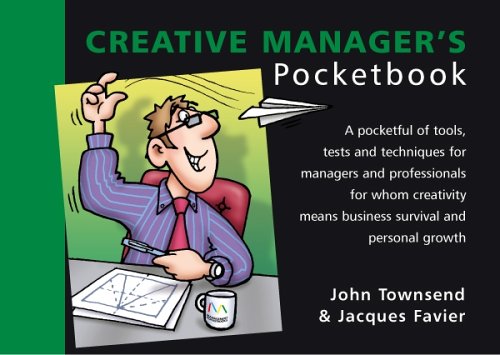 CREATIVE MANAGER'S
Pocketbook
A pocketful of tools,
tests and techniques for
managers and professionals
for whom creativity
means business survival and
personal growth
John Townsend
& Jacques Favier